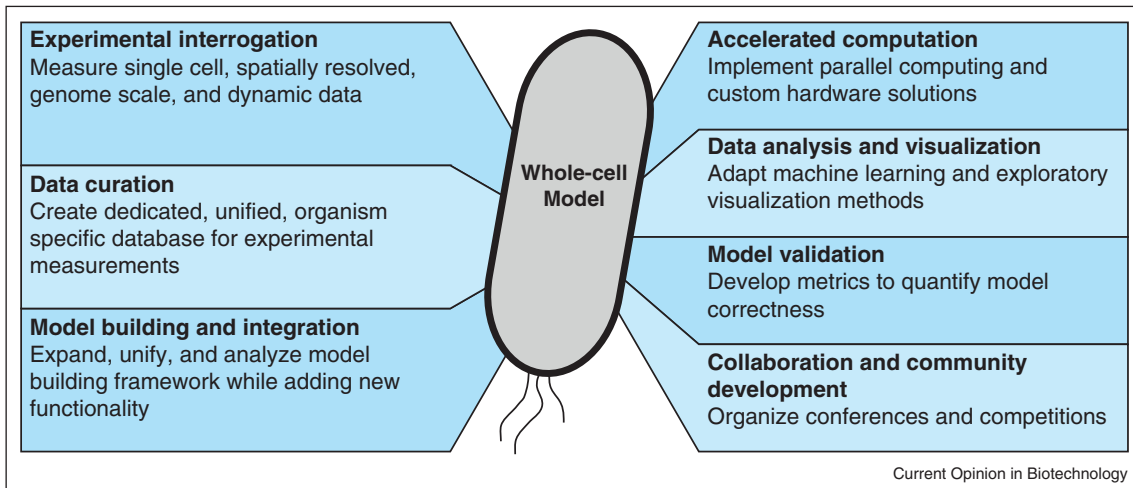 Experimental interrogation
Measure single cell, spatially resolved,
genome scale, and dynamic data
Data curation
Create dedicated, unified, organism
specific database for experimental
measurements
Model building and integration
Expand, unify, and analyze model
building framework while adding new
functionality
Whole-cell
Model
Accelerated computation
Implement parallel computing and
custom hardware solutions
Data analysis and visualization
Adapt machine learning and exploratory
visualization methods
Model validation
Develop metrics to quantify model
correctness
Collaboration and community
development
Organize conferences and competitions
Current Opinion in Biotechnology